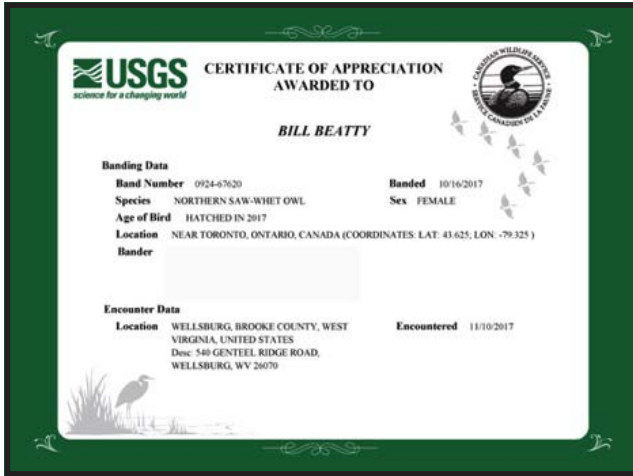 USGS
science for a changing world
CERTIFICATE OF APPRECIATION
AWARDED TO
CANADIAN WILDLIFE SERVICE
SERVICE CANADIEN DE LA FAUNE
BILL BEATTY
Banding Data
Band Number 0924-67620 Banded 10/16/2017
Species NORTHERN SAW-WHET OWL Sex FEMALE
Age of Bird HATCHED IN 2017
Location NEAR TORONTO, ONTARIO, CANADA (COORDINATES: LAT: 43.625; LON: -79.325 )
Bander
Encounter Data
Location WELLSBURG, BROOKE COUNTY, WEST Encountered 11/10/2017
VIRGINIA, UNITED STATES
Desc: 540 GENTEEL RIDGE ROAD,
WELLSBURG, WV 26070